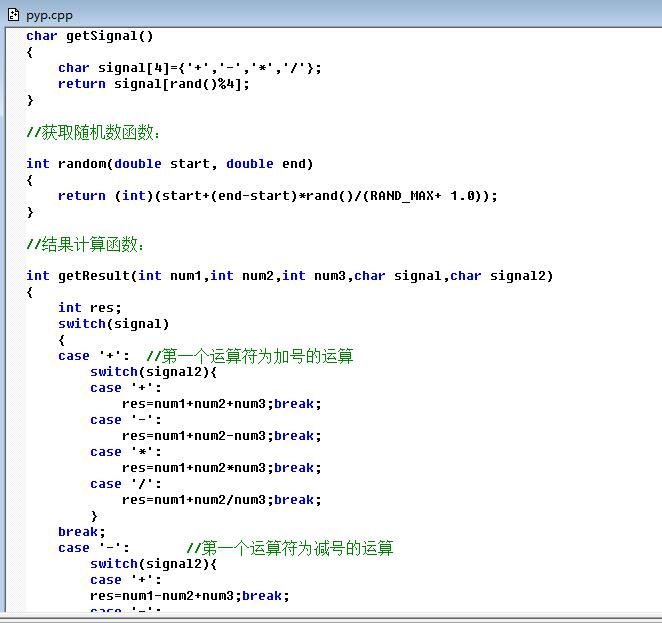 pyp.cpp
char getSignal()
{
    char signal[4]={'+','-','*','/'};
    return signal[rand()%4];
}
//获取随机数函数：
int random(double start, double end)
{
    return (int)(start+(end-start)*rand()/(RAND_MAX+ 1.0));
}
//结果计算函数：
int getResult(int num1,int num2,int num3,char signal,char signal2)
{
    int res;
    switch(signal)
    {
    case '+':  //第一个运算符为加号的运算
        switch(signal2){
        case '+':
            res=num1+num2+num3;break;
        case '-':
            res=num1+num2-num3;break;
        case '*':
            res=num1+num2*num3;break;
        case '/':
            res=num1+num2/num3;break;
        }
    break;
    case '-':       //第一个运算符为减号的运算
        switch(signal2){
        case '+':
        res=num1-num2+num3;break;
        case '-':